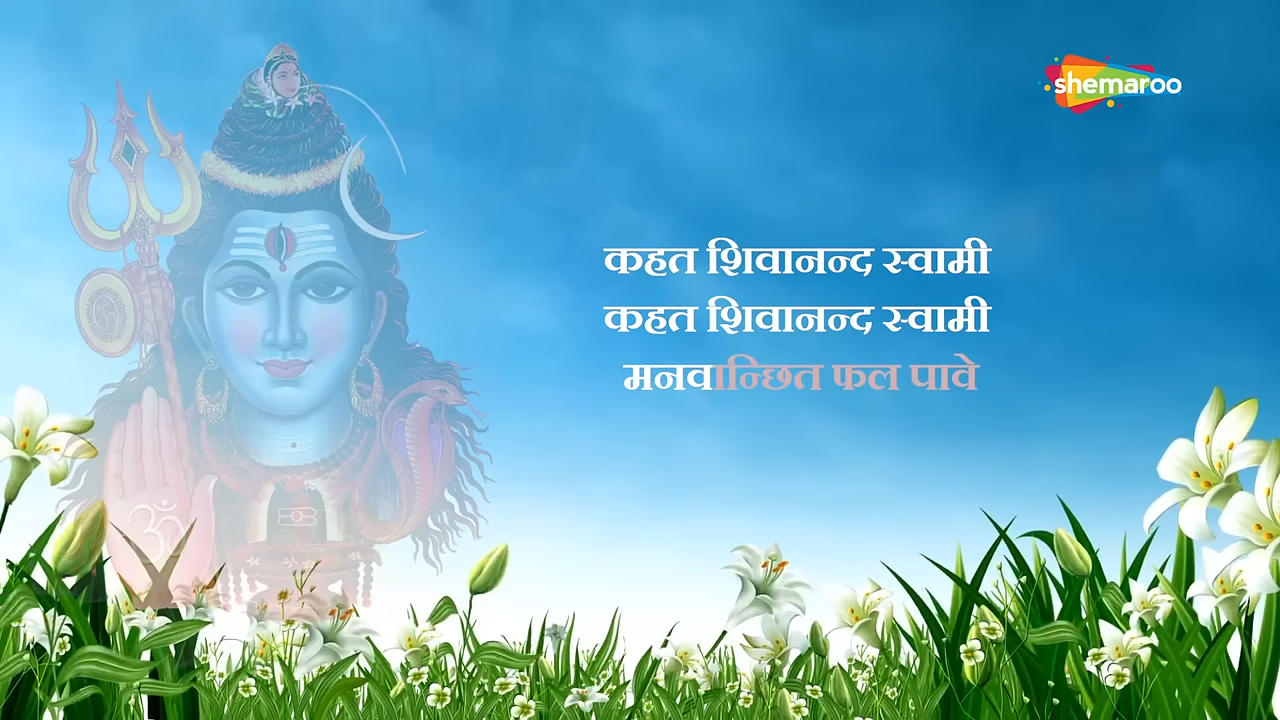 shemaroo
कहत शिवानन्द स्वामी
कहत शिवानन्द स्वामी
मनवान्छित फल पावे
ॐ